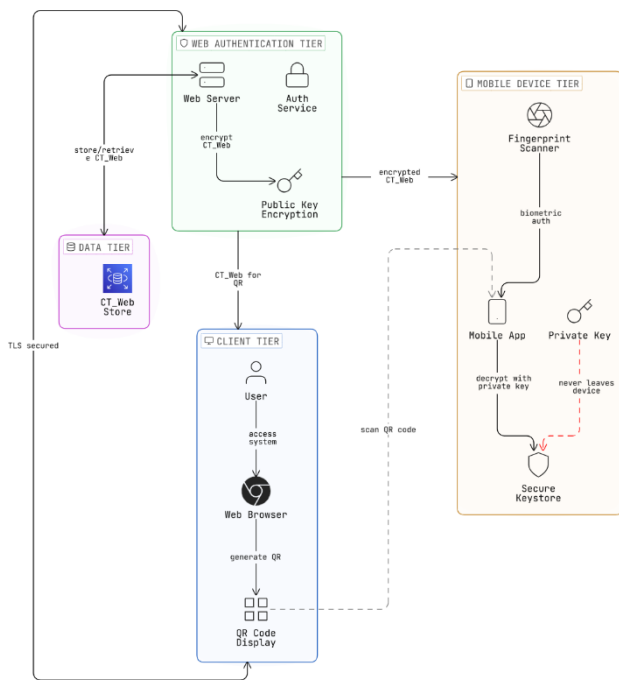 WEB AUTHENTICATION TIER
Web Server
Auth
Service
encrypt
CT_Web
Public Key
Encryption
store/retriev
e CT_Web
DATA TIER
CT_Web
Store
TLS secured
CT_Web for
QR
encrypted
CT_Web
MOBILE DEVICE TIER
Fingerprint
Scanner
biometric
auth
Mobile App
Private Key
decrypt with
private key
never leaves
device
Secure
Keystore
CLIENT TIER
User
access
system
Web Browser
generate QR
QR Code
Display
scan QR code